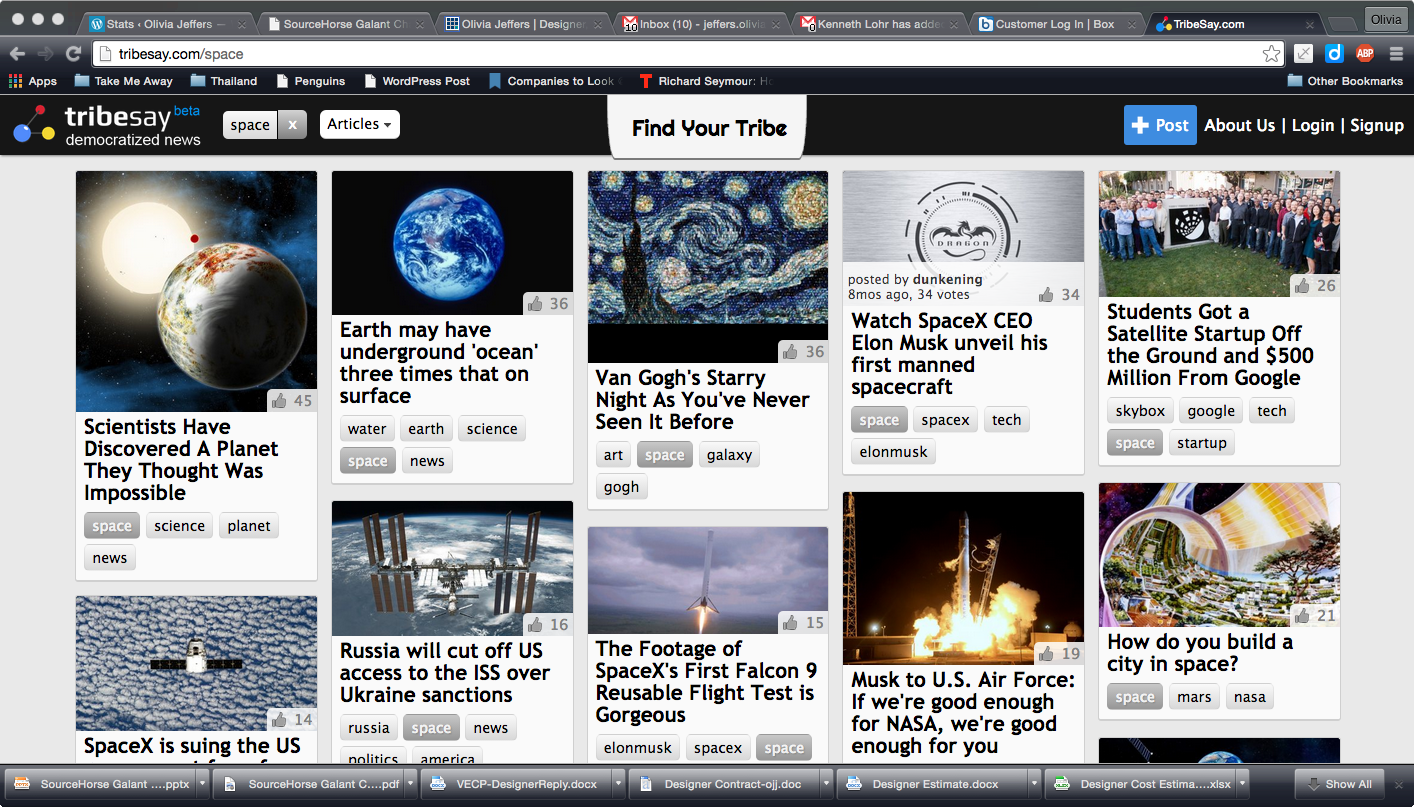 Stats ‹ Olivia Jeffers —
SourceHorse Galant Ch
Olivia Jeffers | Designer
Inbox (10) - jeffers.olivia
Kenneth Lohr has adde
Customer Log In | Box
TribeSay.com
Olivia
tribesay.com/space
Apps
Take Me Away
Thailand
Penguins
WordPress Post
Companies to Look
Richard Seymour: Ho
Other Bookmarks
tribesay beta
democratized news
space x
Articles
Find Your Tribe
+ Post
About Us | Login | Signup
45
Scientists Have
Discovered A Planet
They Thought Was
Impossible
space science planet
news
14
SpaceX is suing the US
36
Earth may have
underground 'ocean'
three times that on
surface
water earth science
space news
16
Russia will cut off US
access to the ISS over
Ukraine sanctions
russia space news
politics america
36
Van Gogh's Starry
Night As You've Never
Seen It Before
art space galaxy
gogh
15
The Footage of
SpaceX's First Falcon 9
Reusable Flight Test is
Gorgeous
elonmusk spacex space
DRAGON
posted by dunkening
8mos ago, 34 votes
34
Watch SpaceX CEO
Elon Musk unveil his
first manned
spacecraft
space spacex tech
elonmusk
19
Musk to U.S. Air Force:
If we're good enough
for NASA, we're good
enough for you
26
Students Got a
Satellite Startup Off
the Ground and $500
Million From Google
skybox google tech
space startup
21
How do you build a
city in space?
space mars nasa
SourceHorse Galant ....pptx
SourceHorse Galant C....pdf
VECP-DesignerReply.docx
Designer Contract-ojj.doc
Designer Estimate.docx
Designer Cost Estima....xlsx
Show All